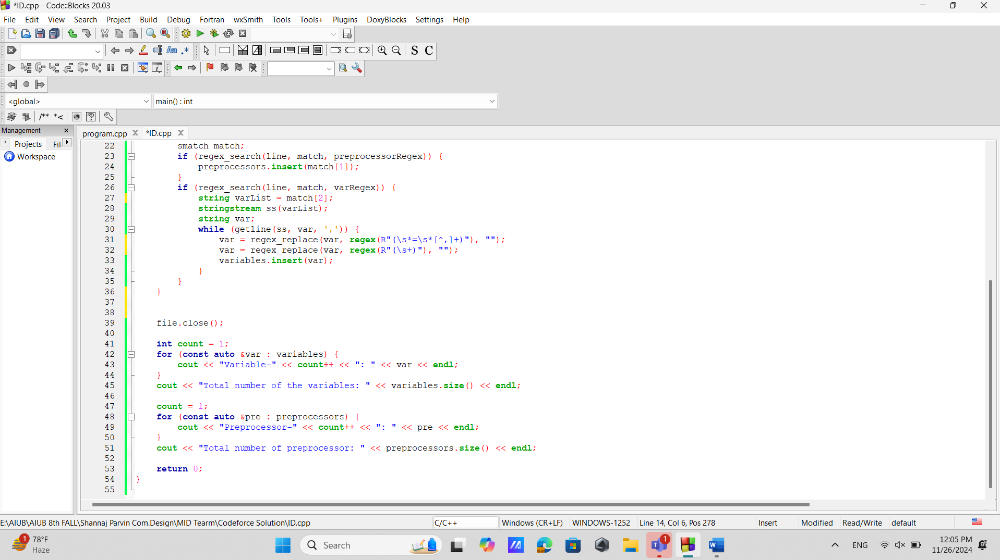 *ID.cpp - Code::Blocks 20.03
File Edit View Search Project Build Debug Fortran wxSmith Tools Tools+ Plugins DoxyBlocks Settings Help
S C
<global> main() : int
/** *<
Management
Projects Fil
Workspace
program.cpp *ID.cpp
22 smatch match;
23 if (regex_search(line, match, preprocessorRegex)) {
24 preprocessors.insert(match[1]);
25 }
26 if (regex_search(line, match, varRegex)) {
27 string varList = match[2];
28 stringstream ss(varList);
29 string var;
30 while (getline(ss, var, ',')) {
31 var = regex_replace(var, regex(R"(\s*=\s*[^,]+)"), "");
32 var = regex_replace(var, regex(R"(\s+)"), "");
33 variables.insert(var);
34 }
35 }
36 }
37
38
39 file.close();
40
41 int count = 1;
42 for (const auto &var : variables) {
43 cout << "Variable-" << count++ << ": " << var << endl;
44 }
45 cout << "Total number of the variables: " << variables.size() << endl;
46
47 count = 1;
48 for (const auto &pre : preprocessors) {
49 cout << "Preprocessor-" << count++ << ": " << pre << endl;
50 }
51 cout << "Total number of preprocessor: " << preprocessors.size() << endl;
52
53 return 0;
54 }
55
E:\AIUB\AIUB 8th FALL\Shannaj Parvin Com.Design\MID Tearm\Codeforce Solution\ID.cpp C/C++ Windows (CR+LF) WINDOWS-1252 Line 14, Col 6, Pos 278 Insert Modified Read/Write default
1 78°F
Haze
Search
1
ENG
12:05 PM
11/26/2024